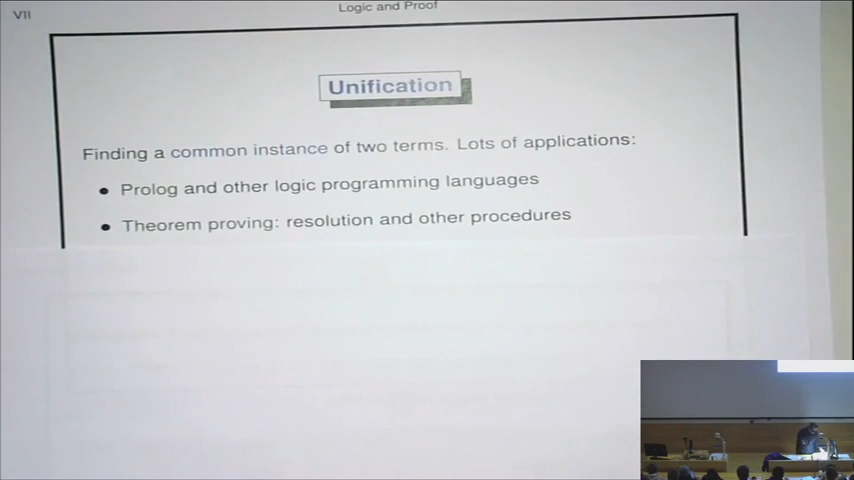 VII
Logic and Proof
Unification
Finding a common instance of two terms. Lots of applications:
• Prolog and other logic programming languages
• Theorem proving: resolution and other procedures